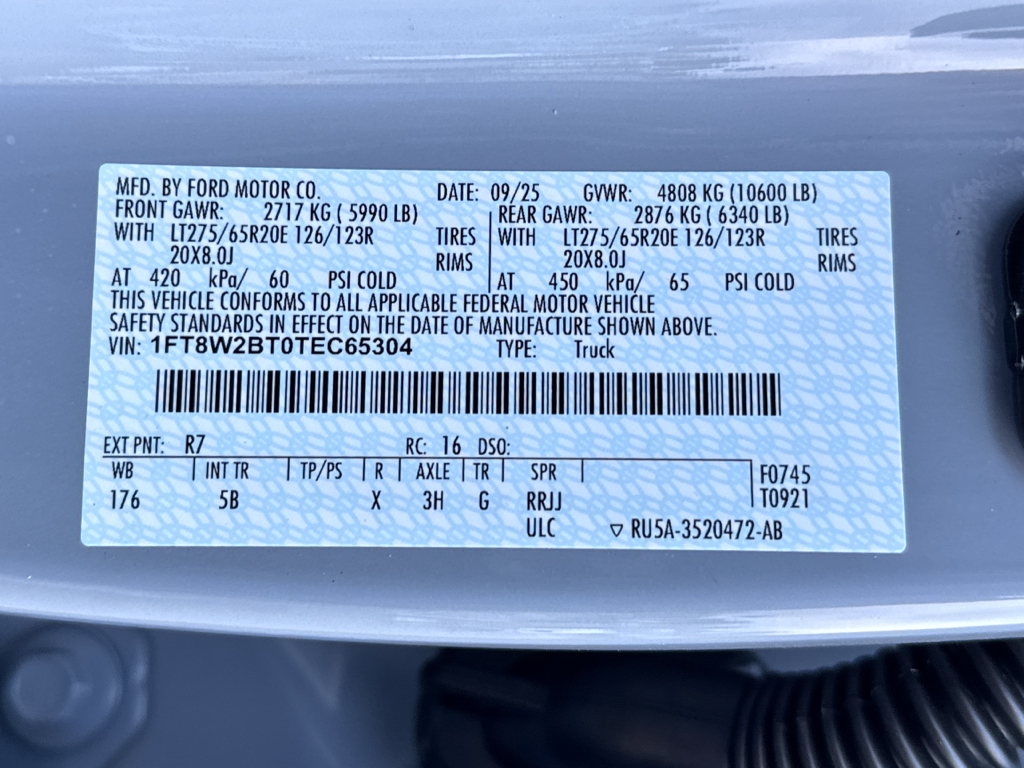 MFD. BY FORD MOTOR CO. DATE: 09/25 GVWR: 4808 KG (10600 LB)
FRONT GAWR: 2717 KG ( 5990 LB) REAR GAWR: 2876 KG ( 6340 LB)
WITH LT275/65R20E 126/123R TIRES WITH LT275/65R20E 126/123R TIRES
20X8.0J RIMS 20X8.0J RIMS
AT 420 kPa/ 60 PSI COLD AT 450 kPa/ 65 PSI COLD
THIS VEHICLE CONFORMS TO ALL APPLICABLE FEDERAL MOTOR VEHICLE
SAFETY STANDARDS IN EFFECT ON THE DATE OF MANUFACTURE SHOWN ABOVE.
VIN: 1FT8W2BT0TEC65304 TYPE: Truck
EXT PNT: R7 RC: 16 DSO:
WB INT TR TP/PS R AXLE TR SPR F0745
176 5B X 3H G RRJJ T0921
ULC ▽ RU5A-3520472-AB